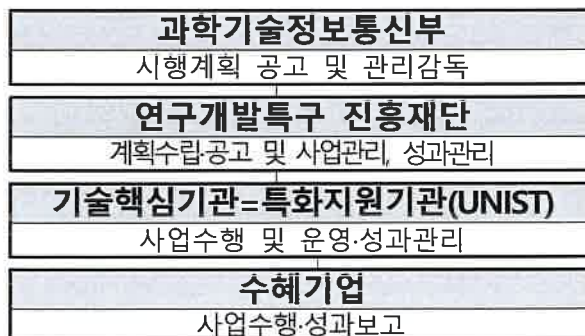 과학기술정보통신부
시행계획 공고 및 관리감독
연구개발특구 진흥재단
계획수립·공고 및 사업관리, 성과관리
기술핵심기관=특화지원기관(UNIST)
사업수행 및 운영·성과관리
수혜기업
사업수행·성과보고